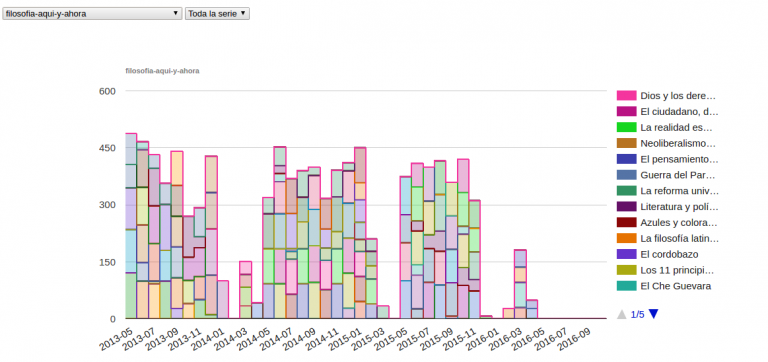 filosofia-aqui-y-ahora
Toda la serie
filosofia-aqui-y-ahora
600
450
300
150
0
2013-05
2013-07
2013-09
2013-11
2014-01
2014-03
2014-05
2014-07
2014-09
2014-11
2015-01
2015-03
2015-05
2015-07
2015-09
2015-11
2016-01
2016-03
2016-05
2016-07
2016-09
Dios y los dere…
El ciudadano, d…
La realidad es…
Neoliberalismo…
El pensamiento…
Guerra del Par…
La reforma univ…
Literatura y polí…
Azules y colora…
La filosofía latin…
El cordobazo
Los 11 principi…
El Che Guevara
1/5